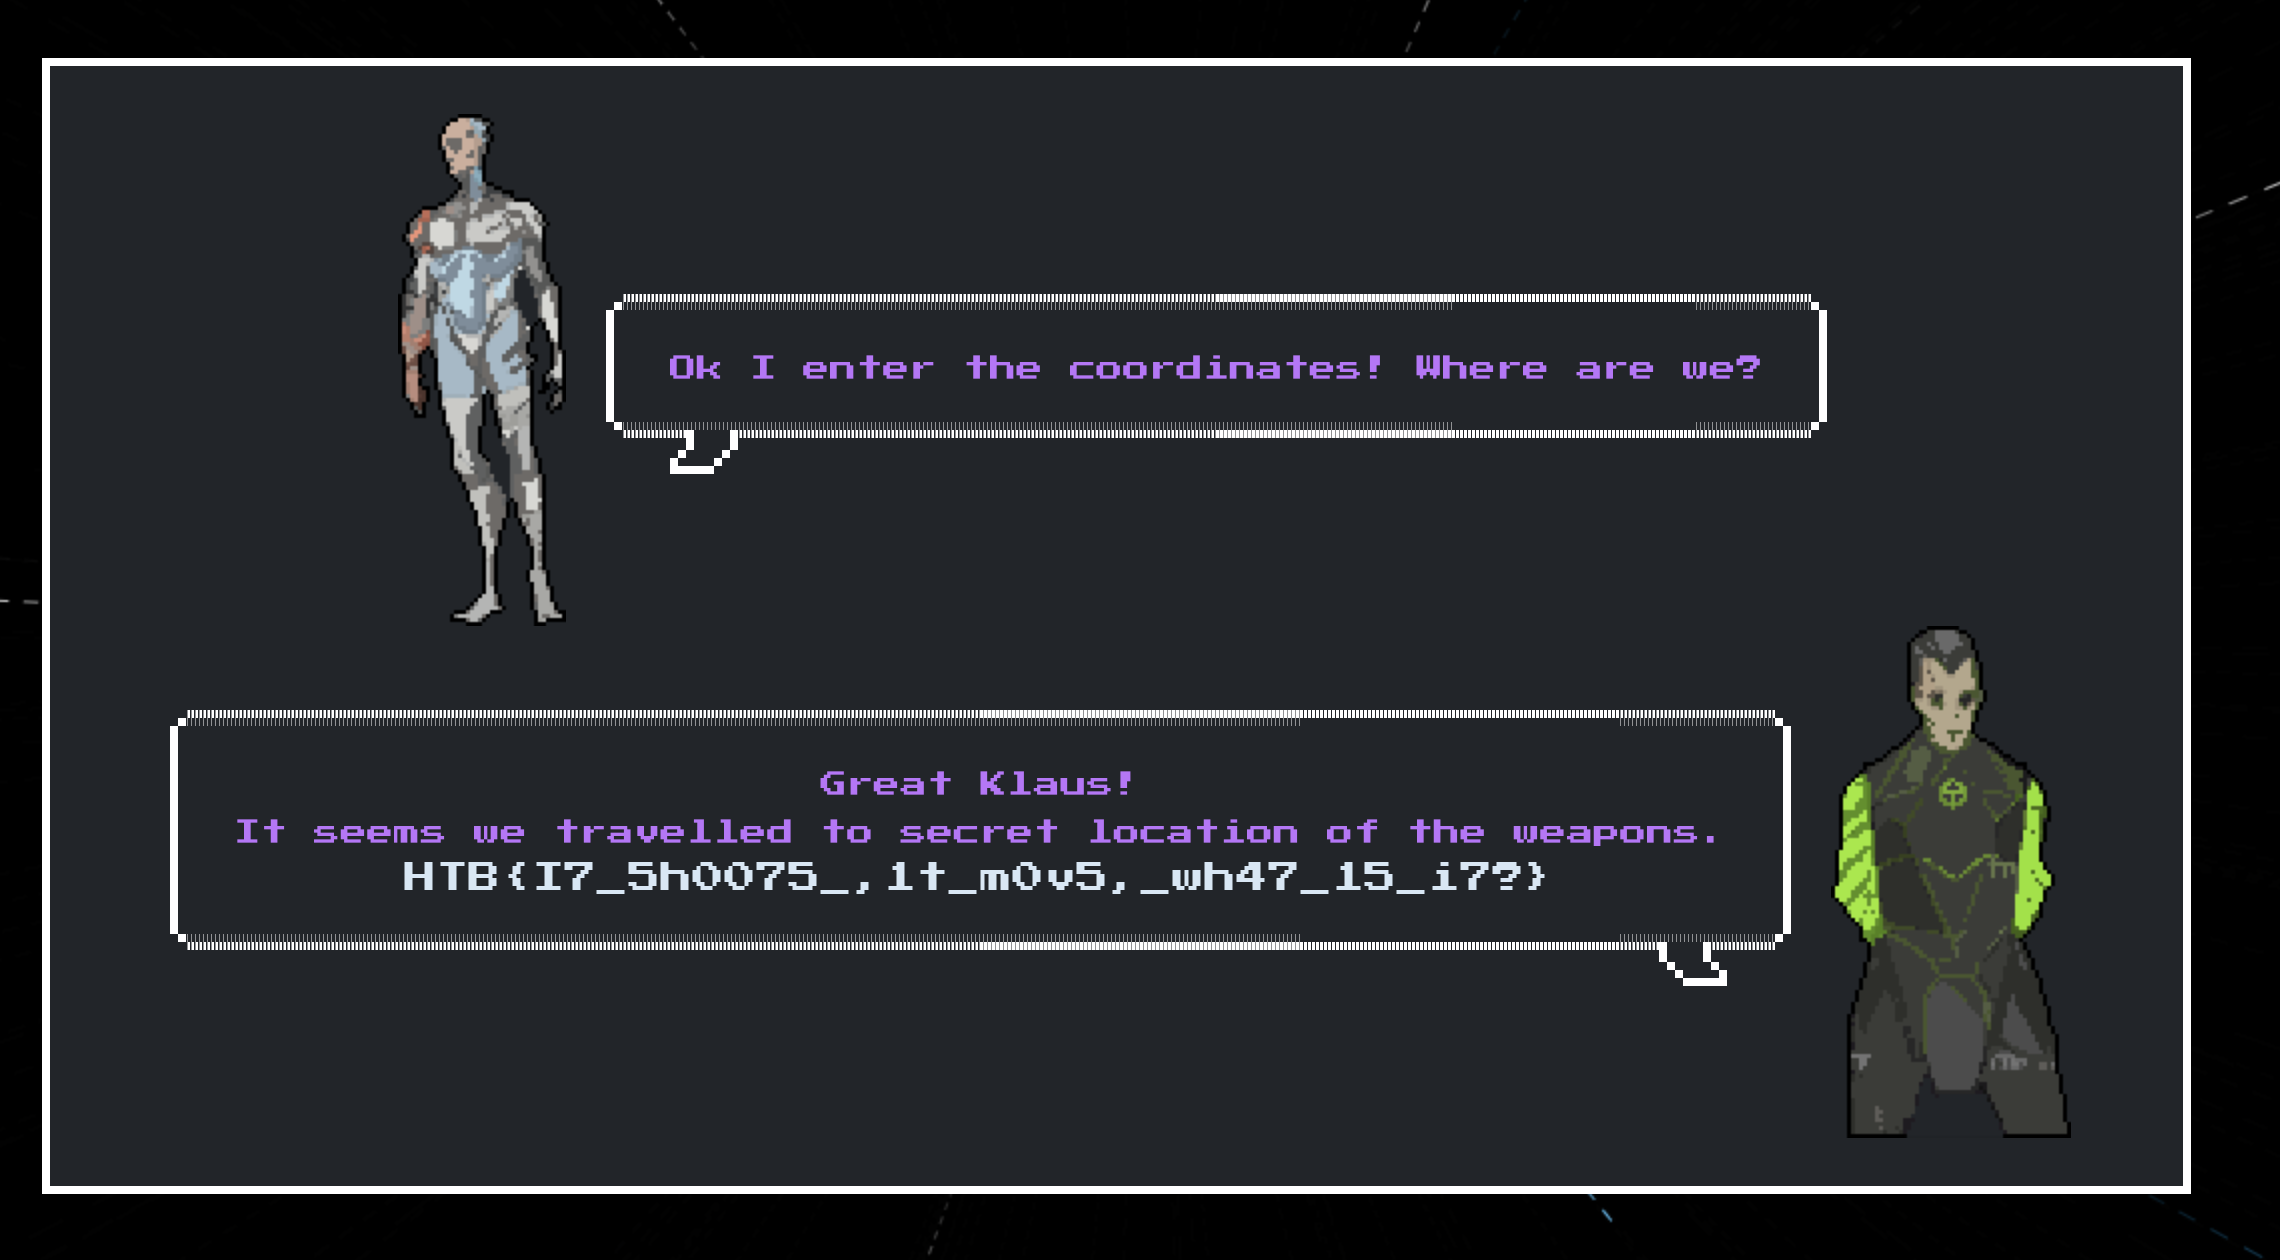 Ok I enter the coordinates! Where are we?
Great Klaus!
It seems we travelled to secret location of the weapons.
HTB{I7_5h0075_,1t_m0v5,_wh47_15_i7?}